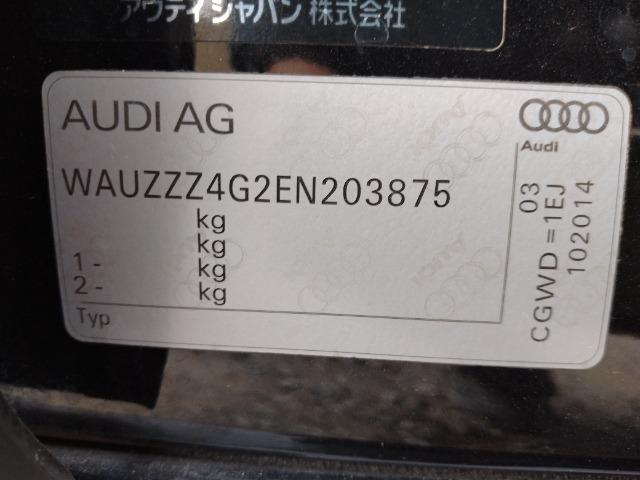 アウディジャパン 株式会社
AUDI AG
Audi
WAUZZZ4G2EN203875
kg
kg
1 - kg
2 - kg
Typ
03
CGWD = 1EJ
102014